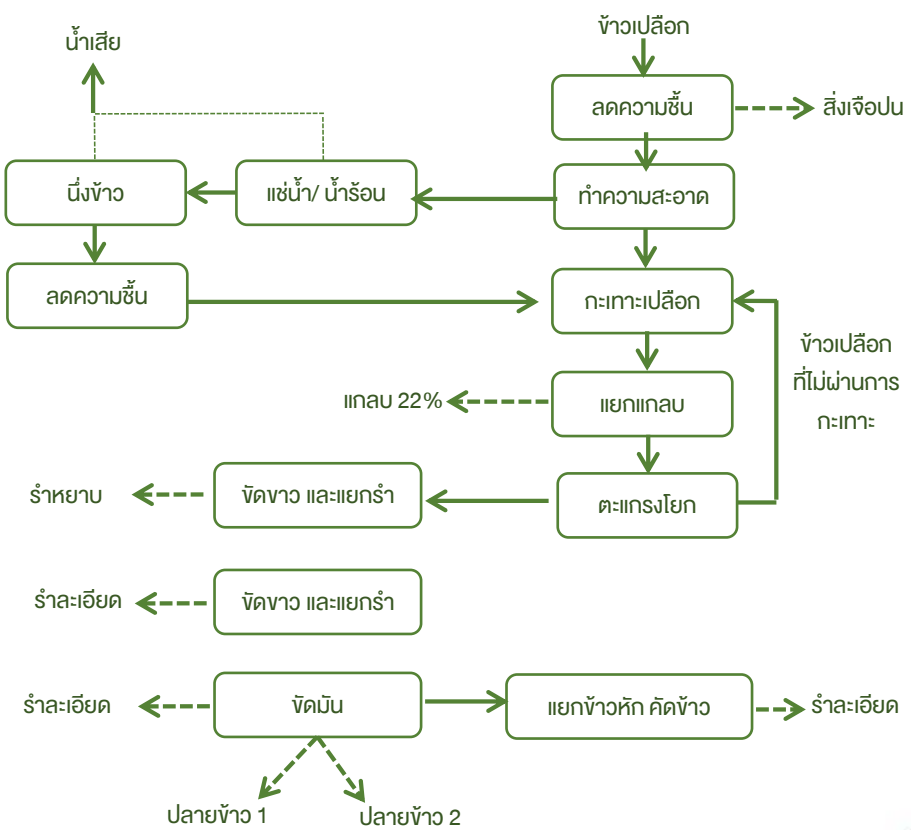 ข้าวเปลือก
น้ำเสีย
ลดความชื้น
สิ่งเจือปน
นึ่งข้าว
แช่น้ำ/ น้ำร้อน
ทำความสะอาด
ลดความชื้น
กะเทาะเปลือก
ข้าวเปลือก
ที่ไม่ผ่านการ
กะเทาะ
แกลบ 22%
แยกแกลบ
รำหยาบ
ขัดขาว และแยกรำ
ตะแกรงโยก
รำละเอียด
ขัดขาว และแยกรำ
รำละเอียด
ขัดมัน
แยกข้าวหัก คัดข้าว
รำละเอียด
ปลายข้าว 1
ปลายข้าว 2